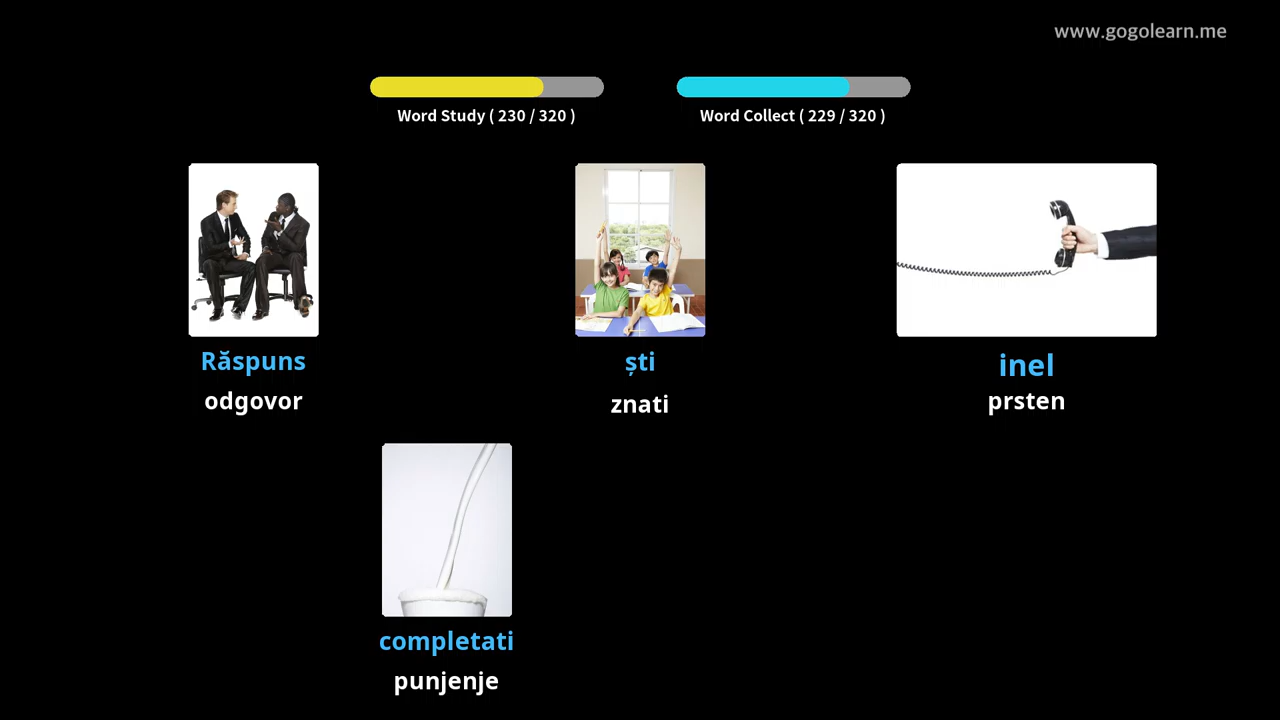 www.gogolearn.me
Word Study ( 230 / 320 )
Word Collect ( 229 / 320 )
Răspuns
odgovor
ști
znati
inel
prsten
completati
punjenje